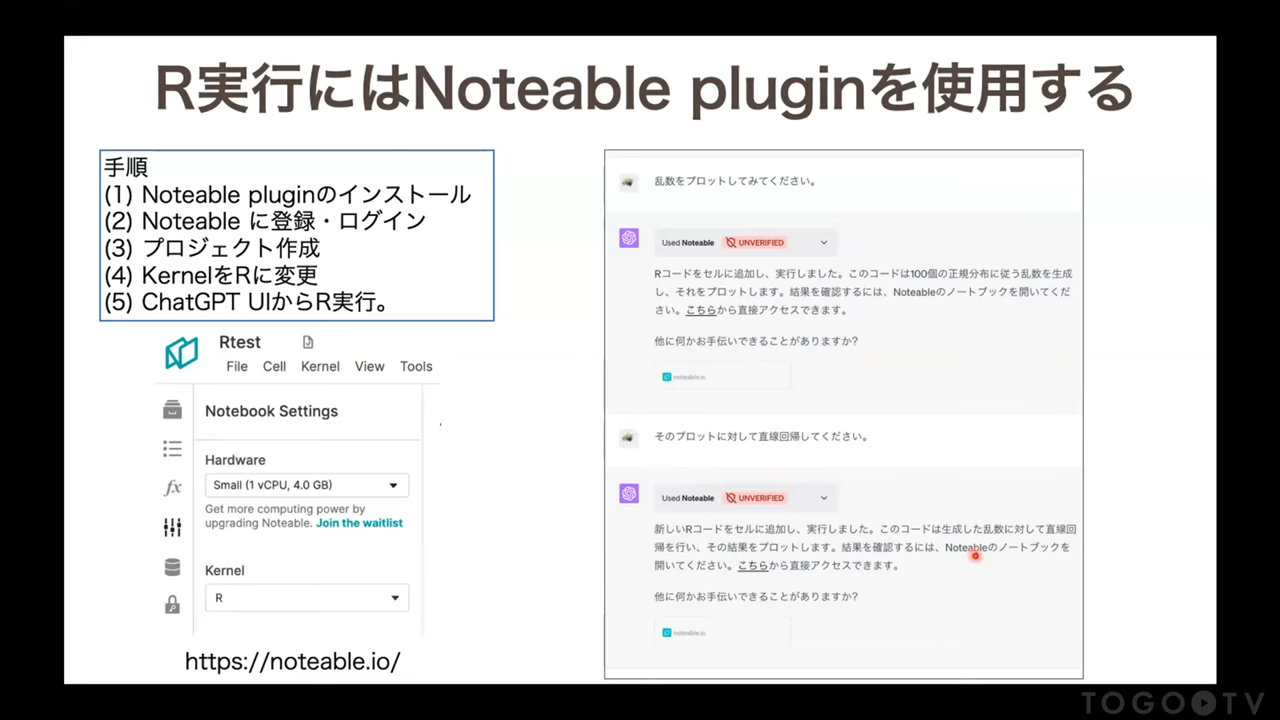 R実行にはNoteable pluginを使用する
手順
(1) Noteable pluginのインストール
(2) Noteable に登録・ログイン
(3) プロジェクト作成
(4) KernelをRに変更
(5) ChatGPT UIからR実行。
Rtest
File Cell Kernel View Tools
Notebook Settings
Hardware
Small (1 vCPU, 4.0 GB)
Get more computing power by
upgrading Noteable. Join the waitlist
Kernel
R
https://noteable.io/
乱数をプロットしてみてください。
Used Noteable UNVERIFIED
Rコードをセルに追加し、実行しました。このコードは100個の正規分布に従う乱数を生成
し、それをプロットします。結果を確認するには、Noteableのノートブックを開いてくだ
さい。こちらから直接アクセスできます。
他に何かお手伝いできることがありますか?
noteable.io
そのプロットに対して直線回帰してください。
Used Noteable UNVERIFIED
新しいRコードをセルに追加し、実行しました。このコードは生成した乱数に対して直線回
帰を行い、その結果をプロットします。結果を確認するには、Noteableのノートブックを
開いてください。こちらから直接アクセスできます。
他に何かお手伝いできることがありますか?
noteable.io
TOGOTV